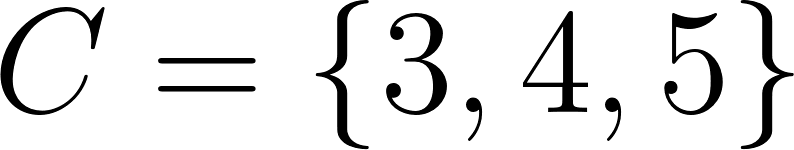 C = {3, 4, 5}